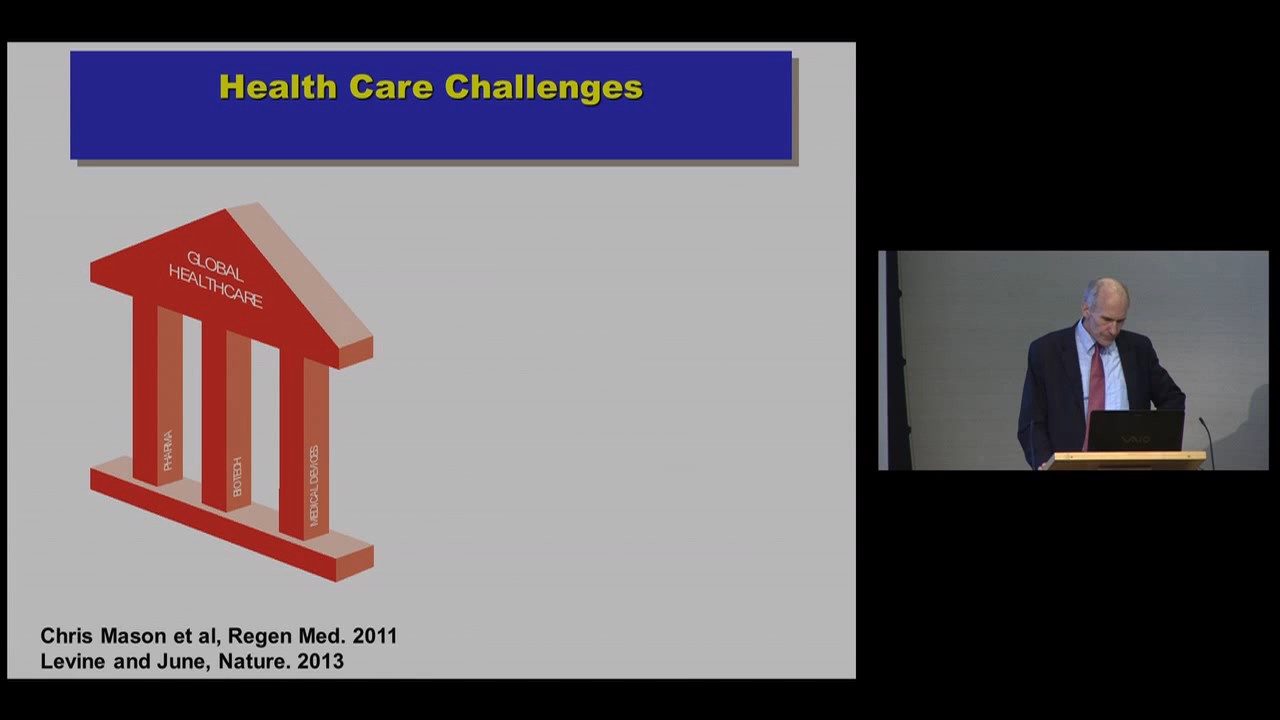 Health Care Challenges
GLOBAL
HEALTHCARE
PHARMA
BIOTECH
MEDICAL DEVICES
Chris Mason et al, Regen Med. 2011
Levine and June, Nature. 2013
VAIO